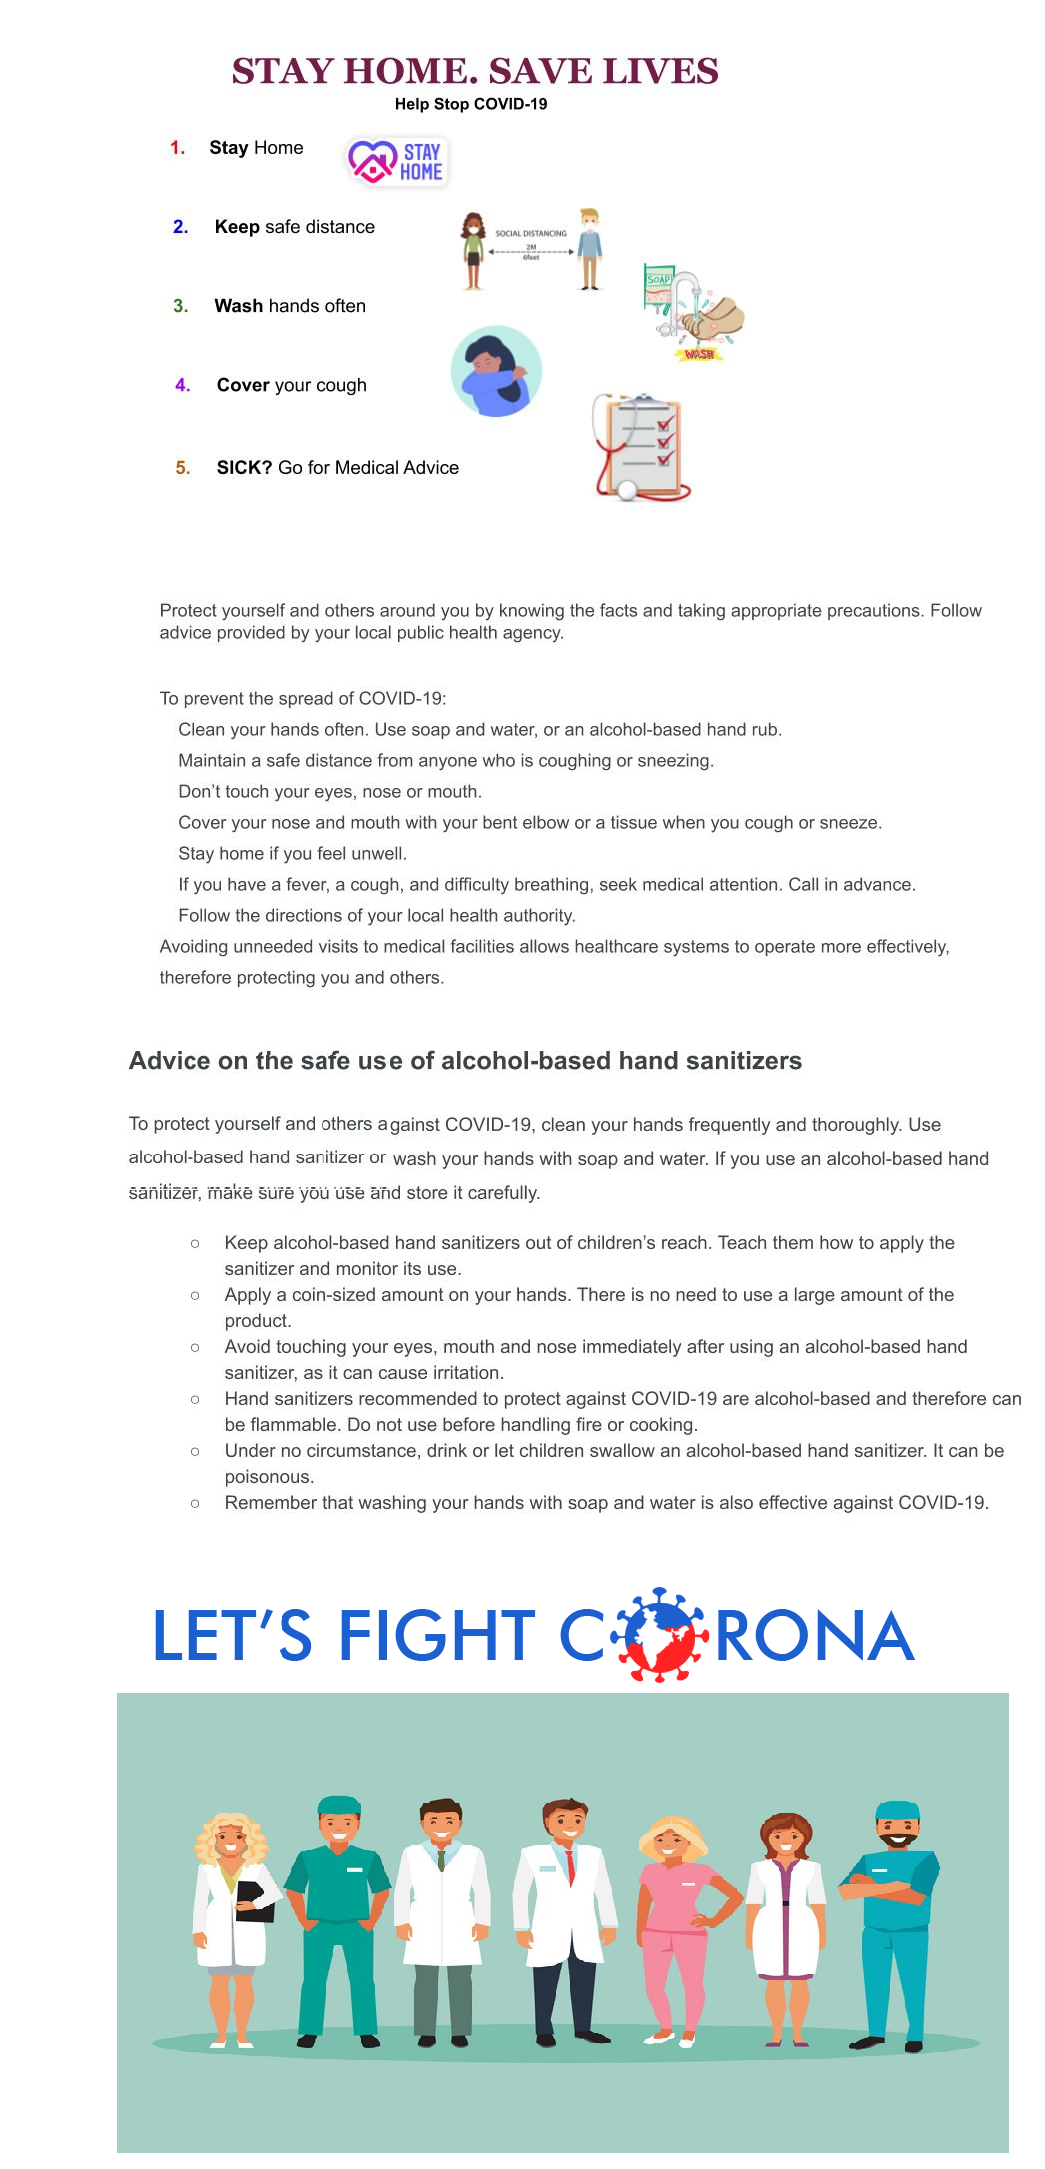 STAY HOME. SAVE LIVES
Help Stop COVID-19
1. Stay Home
STAY
HOME
2. Keep safe distance
SOCIAL DISTANCING
2M
6feet
SOAP
3. Wash hands often
WASH
4. Cover your cough
5. SICK? Go for Medical Advice
Protect yourself and others around you by knowing the facts and taking appropriate precautions. Follow
advice provided by your local public health agency.
To prevent the spread of COVID-19:
Clean your hands often. Use soap and water, or an alcohol-based hand rub.
Maintain a safe distance from anyone who is coughing or sneezing.
Don’t touch your eyes, nose or mouth.
Cover your nose and mouth with your bent elbow or a tissue when you cough or sneeze.
Stay home if you feel unwell.
If you have a fever, a cough, and difficulty breathing, seek medical attention. Call in advance.
Follow the directions of your local health authority.
Avoiding unneeded visits to medical facilities allows healthcare systems to operate more effectively,
therefore protecting you and others.
Advice on the safe use of alcohol-based hand sanitizers
To protect yourself and others against COVID-19, clean your hands frequently and thoroughly. Use
alcohol-based hand sanitizer or wash your hands with soap and water. If you use an alcohol-based hand
sanitizer, make sure you use and store it carefully.
○ Keep alcohol-based hand sanitizers out of children’s reach. Teach them how to apply the
sanitizer and monitor its use.
○ Apply a coin-sized amount on your hands. There is no need to use a large amount of the
product.
○ Avoid touching your eyes, mouth and nose immediately after using an alcohol-based hand
sanitizer, as it can cause irritation.
○ Hand sanitizers recommended to protect against COVID-19 are alcohol-based and therefore can
be flammable. Do not use before handling fire or cooking.
○ Under no circumstance, drink or let children swallow an alcohol-based hand sanitizer. It can be
poisonous.
○ Remember that washing your hands with soap and water is also effective against COVID-19.
LET’S FIGHT CORONA